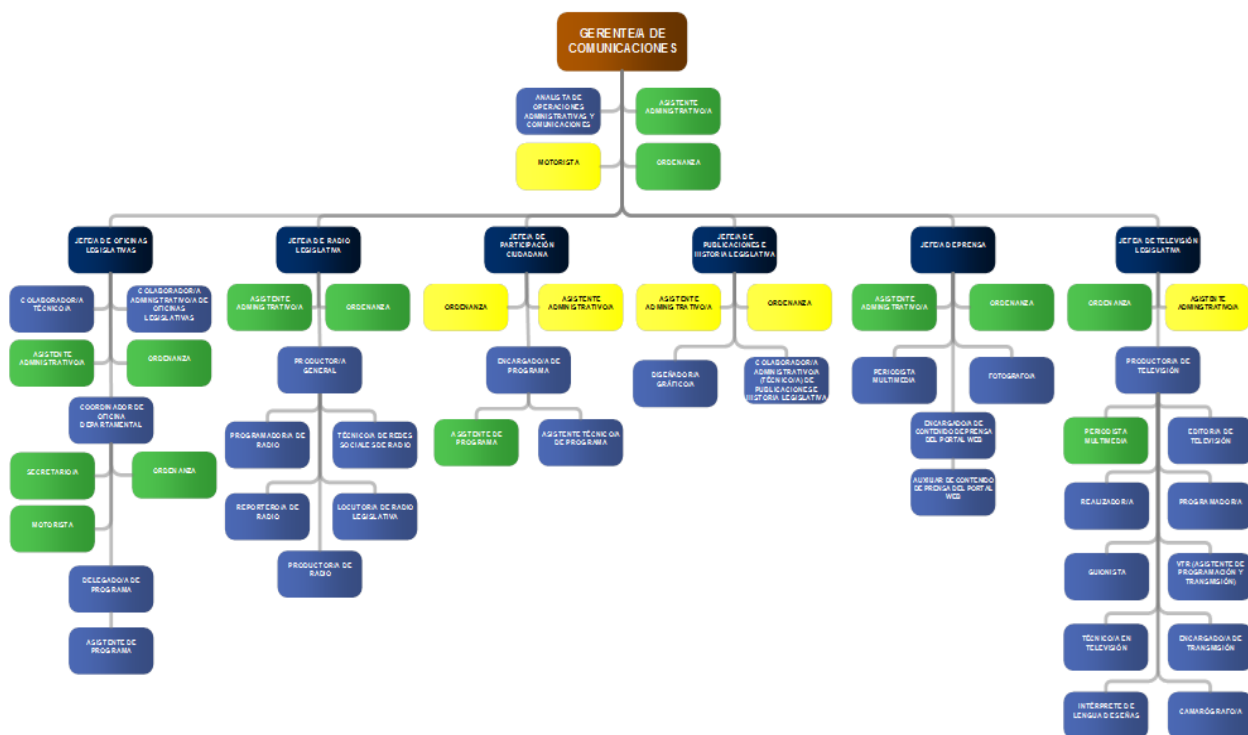 GERENTE/A DE
COMUNICACIONES
ANALISTA DE
OPERACIONES
ADMINISTRATIVAS Y
COMUNICACIONES
ASISTENTE
ADMINISTRATIVO/A
MOTORISTA
ORDENANZA
JEFE/A DE OFICINAS
LEGISLATIVAS
COLABORADOR/A
TÉCNICO/A
COLABORADOR/A
ADMINISTRATIVO/A DE
OFICINAS
LEGISLATIVAS
ASISTENTE
ADMINISTRATIVO/A
ORDENANZA
COORDINADOR DE
OFICINA
DEPARTAMENTAL
SECRETARIO/A
ORDENANZA
MOTORISTA
DELEGADO/A DE
PROGRAMA
ASISTENTE DE
PROGRAMA
JEFE/A DE RADIO
LEGISLATIVA
ASISTENTE
ADMINISTRATIVO/A
ORDENANZA
PRODUCTOR/A
GENERAL
PROGRAMADOR/A DE
RADIO
TÉCNICO/A DE REDES
SOCIALES DE RADIO
REPORTERO/A DE
RADIO
LOCUTOR/A DE RADIO
LEGISLATIVA
PRODUCTOR/A DE
RADIO
JEFE/A DE
PARTICIPACIÓN
CIUDADANA
ORDENANZA
ASISTENTE
ADMINISTRATIVO/A
ENCARGADO/A DE
PROGRAMA
ASISTENTE DE
PROGRAMA
ASISTENTE TÉCNICO/A
DE PROGRAMA
JEFE/A DE
PUBLICACIONES E
HISTORIA LEGISLATIVA
ASISTENTE
ADMINISTRATIVO/A
ORDENANZA
DISEÑADOR/A
GRÁFICO/A
COLABORADOR/A
ADMINISTRATIVO/A
(TÉCNICO/A) DE
PUBLICACIONES E
HISTORIA LEGISLATIVA
JEFE/A DE PRENSA
ASISTENTE
ADMINISTRATIVO/A
ORDENANZA
PERIODISTA
MULTIMEDIA
FOTOGRAFO/A
ENCARGADO/A DE
CONTENIDO DE PRENSA
DEL PORTAL WEB
AUXILIAR DE CONTENIDO
DE PRENSA DEL PORTAL
WEB
JEFE/A DE TELEVISIÓN
LEGISLATIVA
ORDENANZA
ASISTENTE
ADMINISTRATIVO/A
PRODUCTOR/A DE
TELEVISIÓN
PERIODISTA
MULTIMEDIA
EDITOR/A DE
TELEVISIÓN
REALIZADOR/A
PROGRAMADOR/A
GUIONISTA
VTR (ASISTENTE DE
PROGRAMACIÓN Y
TRANSMISIÓN)
TÉCNICO/A EN
TELEVISIÓN
ENCARGADO/A DE
TRANSMISIÓN
INTÉRPRETE DE
LENGUA DE SEÑAS
CAMARÓGRAFO/A